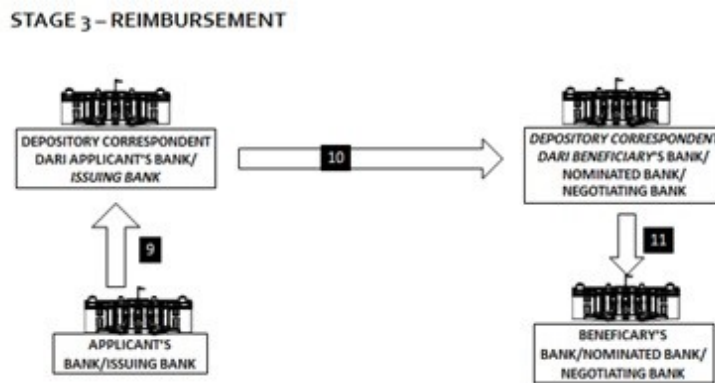 STAGE 3 – REIMBURSEMENT
DEPOSITORY CORRESPONDENT
DARI APPLICANT'S BANK/
ISSUING BANK
10
DEPOSITORY CORRESPONDENT
DARI BENEFICIARY'S BANK/
NOMINATED BANK/
NEGOTIATING BANK
9
11
APPLICANT'S
BANK/ISSUING BANK
BENEFICARY'S
BANK/NOMINATED BANK/
NEGOTIATING BANK